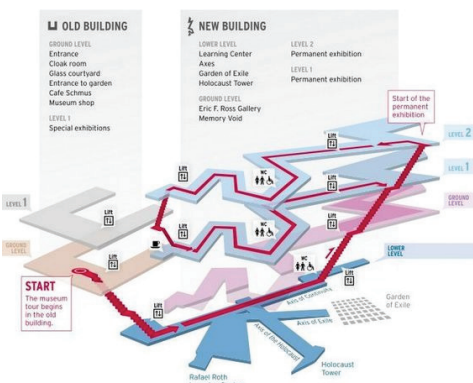 OLD BUILDING
GROUND LEVEL
Entrance
Cloak room
Glass courtyard
Entrance to garden
Cafe Schmus
Museum shop
LEVEL 1
Special exhibitions
NEW BUILDING
LOWER LEVEL
Learning Center
Axes
Garden of Exile
Holocaust Tower
GROUND LEVEL
Eric F. Ross Gallery
Memory Void
LEVEL 2
Permanent exhibition
LEVEL 1
Permanent exhibition
Start of the
permanent
exhibition
LEVEL 2
Lift
WC
Lift
LEVEL 1
Lift
GROUND
LEVEL
LEVEL 1
Lift
Lift
WC
GROUND
LEVEL
Lift
WC
LOWER
LEVEL
Lift
START
The museum
tour begins
in the old
building.
Lift
Axis of Continuity
Axis of Exile
Axis of the Holocaust
Garden
of Exile
Holocaust
Tower
Rafael Roth